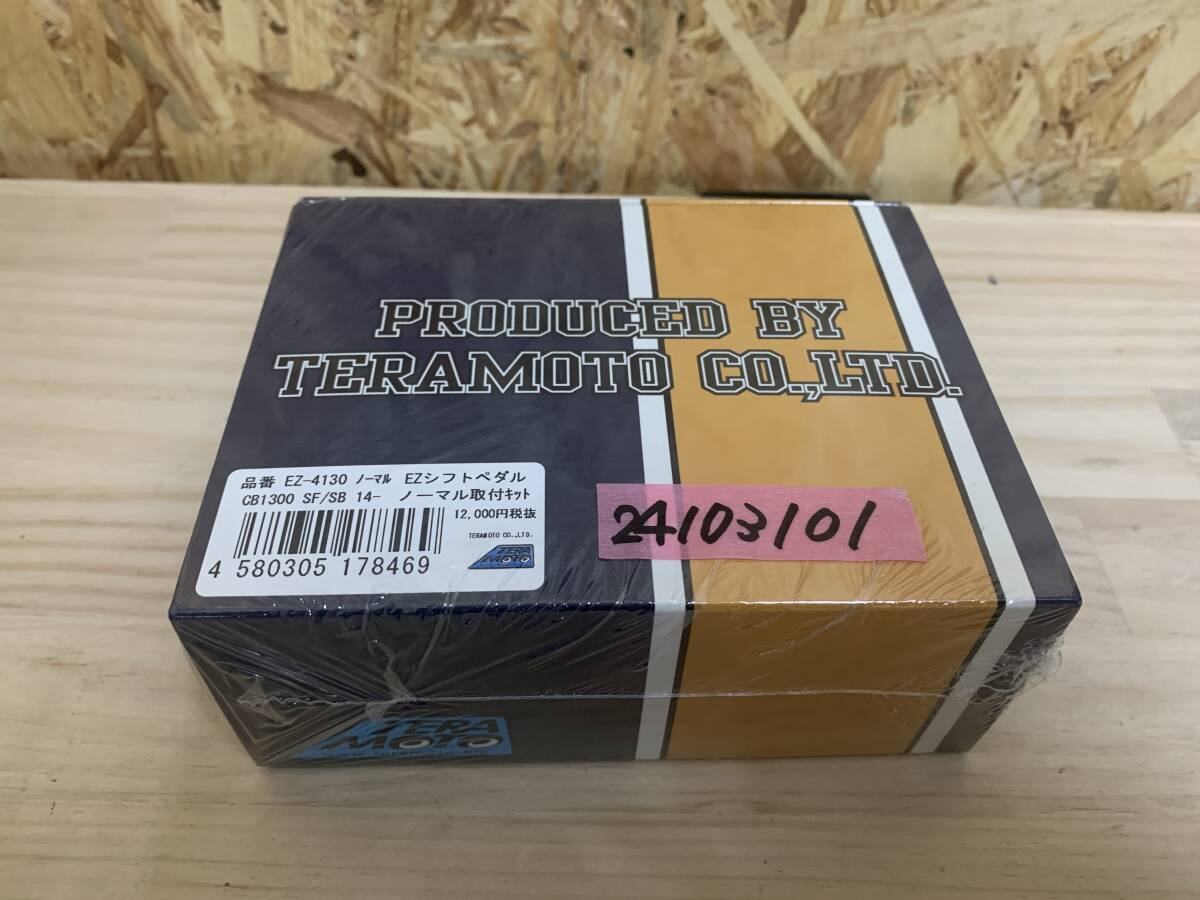 PRODUCED BY
TERAMOTO CO.,LTD.
品番 EZ-4130 ノーマル EZシフトペダル
CB1300 SF/SB 14- ノーマル取付キット
12,000円税抜
TERAMOTO CO.,LTD.
TERA
MOTO
4 580305 178469
24103101
TERA
MOTO